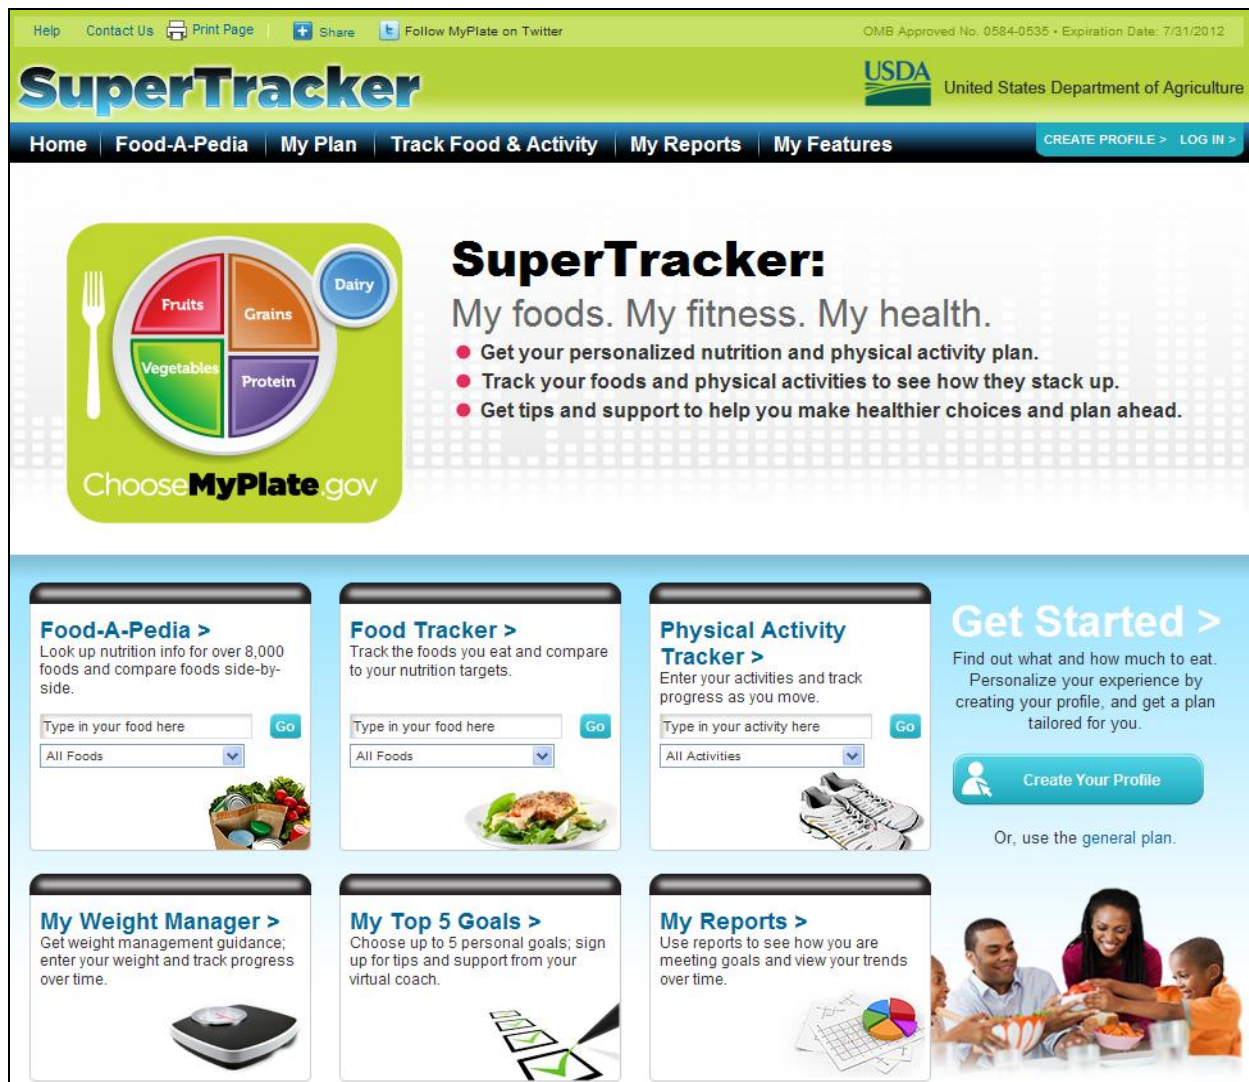 Help Contact Us Print Page Share Follow MyPlate on Twitter OMB Approved No. 0584-0535 • Expiration Date: 7/31/2012
SuperTracker
USDA United States Department of Agriculture
Home Food-A-Pedia My Plan Track Food & Activity My Reports My Features CREATE PROFILE > LOG IN >
Fruits
Grains
Dairy
Vegetables
Protein
ChooseMyPlate.gov
SuperTracker:
My foods. My fitness. My health.
Get your personalized nutrition and physical activity plan.
Track your foods and physical activities to see how they stack up.
Get tips and support to help you make healthier choices and plan ahead.
Food-A-Pedia >
Look up nutrition info for over 8,000
foods and compare foods side-by-
side.
Type in your food here Go
All Foods
Food Tracker >
Track the foods you eat and compare
to your nutrition targets.
Type in your food here Go
All Foods
Physical Activity
Tracker >
Enter your activities and track
progress as you move.
Type in your activity here Go
All Activities
Get Started >
Find out what and how much to eat.
Personalize your experience by
creating your profile, and get a plan
tailored for you.
Create Your Profile
Or, use the general plan.
My Weight Manager >
Get weight management guidance;
enter your weight and track progress
over time.
My Top 5 Goals >
Choose up to 5 personal goals; sign
up for tips and support from your
virtual coach.
My Reports >
Use reports to see how you are
meeting goals and view your trends
over time.